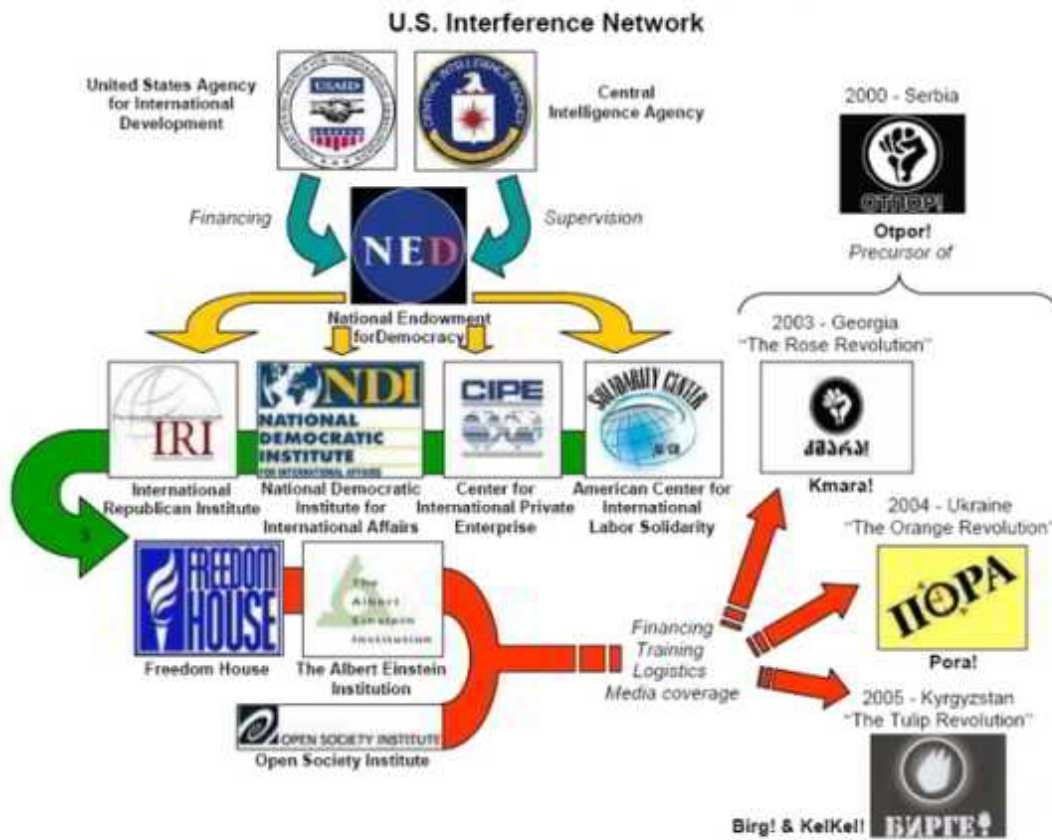 U.S. Interference Network
United States Agency
for International
Development
USAID
Central
Intelligence Agency
CENTRAL INTELLIGENCE AGENCY
Financing
Supervision
NED
National Endowment
forDemocracy
IRI
International
Republican Institute
NDI
NATIONAL
DEMOCRATIC
INSTITUTE
FOR INTERNATIONAL AFFAIRS
National Democratic
Institute for
International Affairs
CIPE
Center for
International Private
Enterprise
SOLIDARITY CENTER
American Center for
International
Labor Solidarity
$
FREEDOM
HOUSE
Freedom House
The
Albert
Einstein
Institution
The Albert Einstein
Institution
OPEN SOCIETY INSTITUTE
Open Society Institute
Financing
Training
Logistics
Media coverage
2000 - Serbia
ОТПОР!
Otpor!
Precursor of
2003 - Georgia
"The Rose Revolution"
კმარა!
Kmara!
2004 - Ukraine
"The Orange Revolution"
ПОРА
Pora!
2005 - Kyrgyzstan
"The Tulip Revolution"
БИРГЕ
Birg! & KelKel!